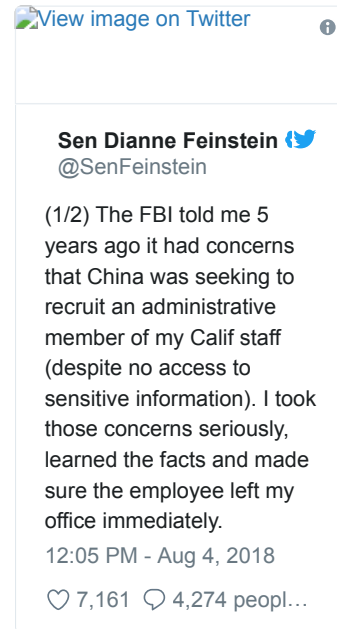 View image on Twitter
Sen Dianne Feinstein
@SenFeinstein
(1/2) The FBI told me 5
years ago it had concerns
that China was seeking to
recruit an administrative
member of my Calif staff
(despite no access to
sensitive information). I took
those concerns seriously,
learned the facts and made
sure the employee left my
office immediately.
12:05 PM - Aug 4, 2018
7,161 4,274 peopl…